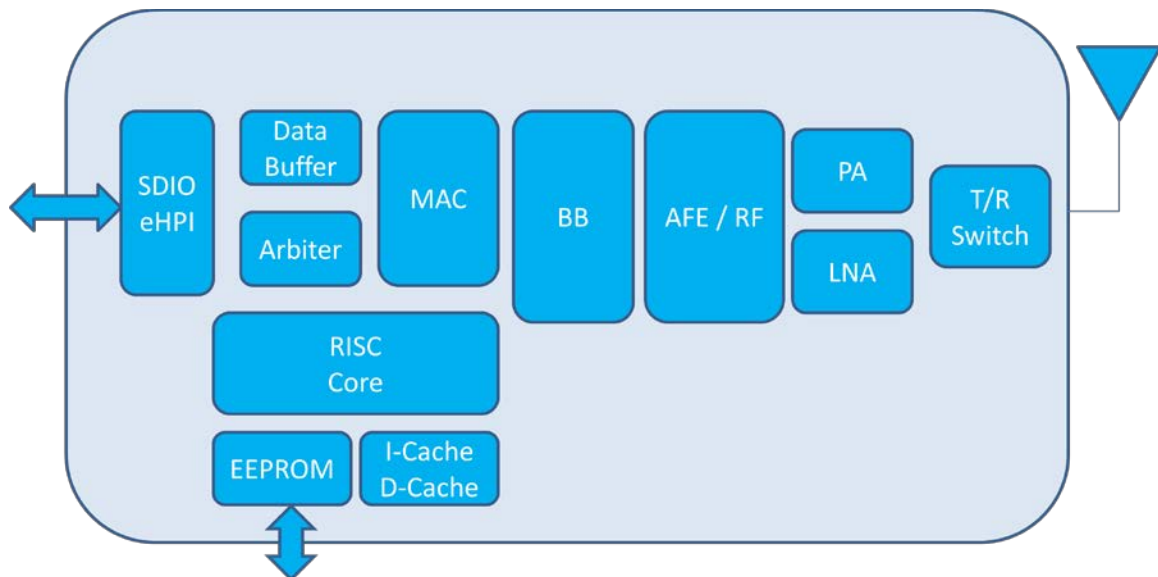 SDIO
eHPI
Data
Buffer
Arbiter
MAC
BB
AFE / RF
PA
LNA
T/R
Switch
RISC
Core
EEPROM
I-Cache
D-Cache